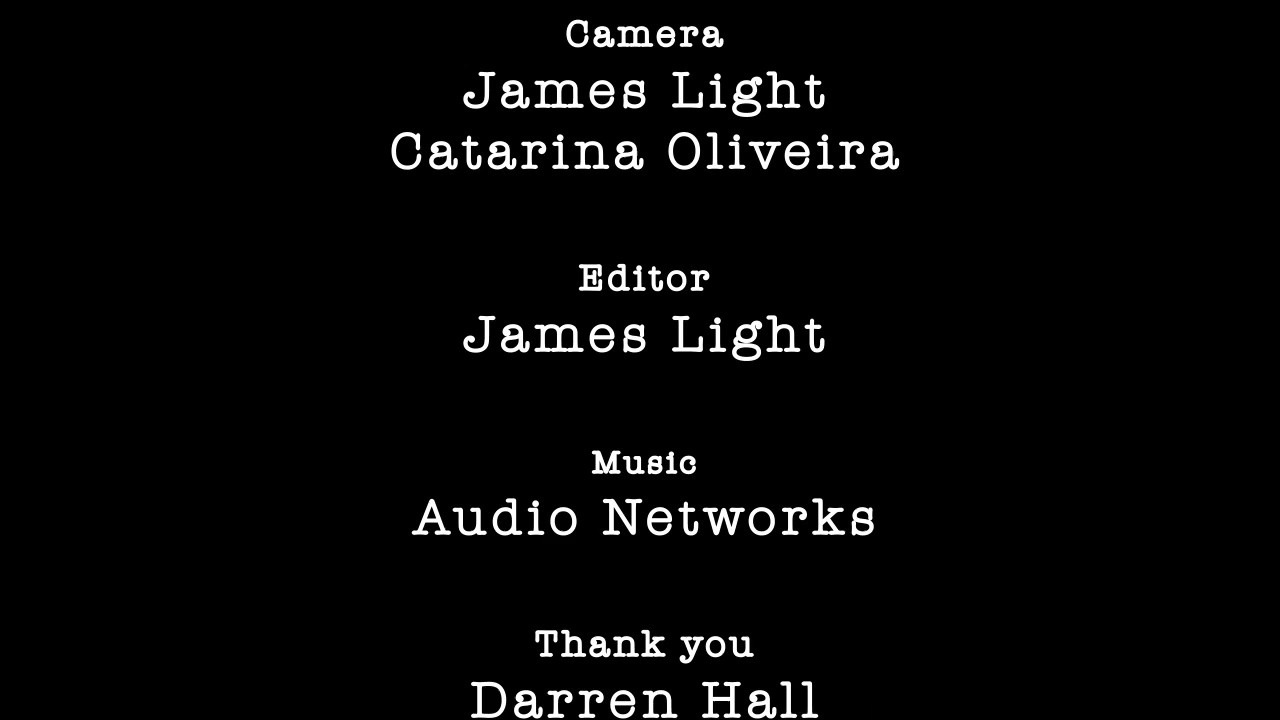 Camera
James Light
Catarina Oliveira
Editor
James Light
Music
Audio Networks
Thank you
Darren Hall